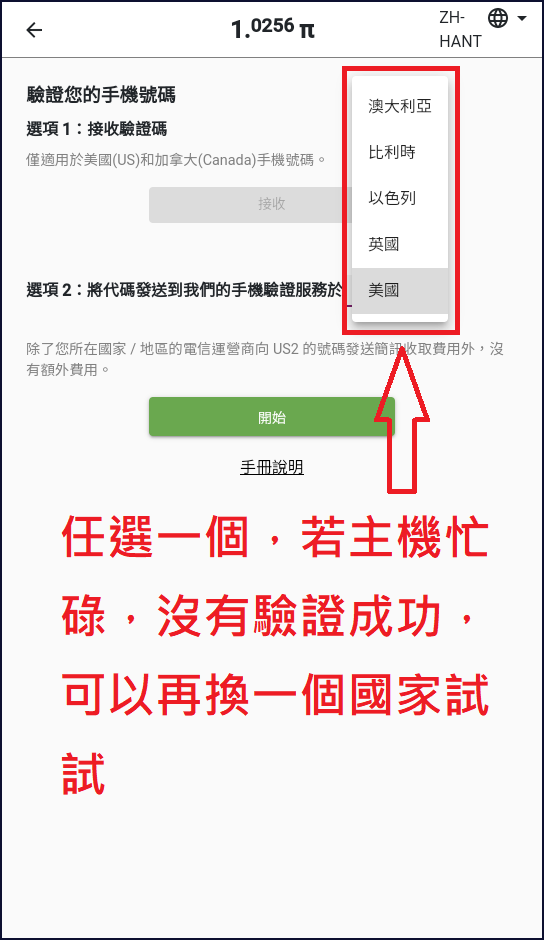 1.0256 π
ZH-
HANT
驗證您的手機號碼
選項 1：接收驗證碼
僅適用於美國(US)和加拿大(Canada)手機號碼。
接收
澳大利亞
比利時
以色列
英國
美國
選項 2：將代碼發送到我們的手機驗證服務於
除了您所在國家 / 地區的電信運營商向 US2 的號碼發送簡訊收取費用外，沒
有額外費用。
開始
手冊說明
任選一個，若主機忙
碌，沒有驗證成功，
可以再換一個國家試
試